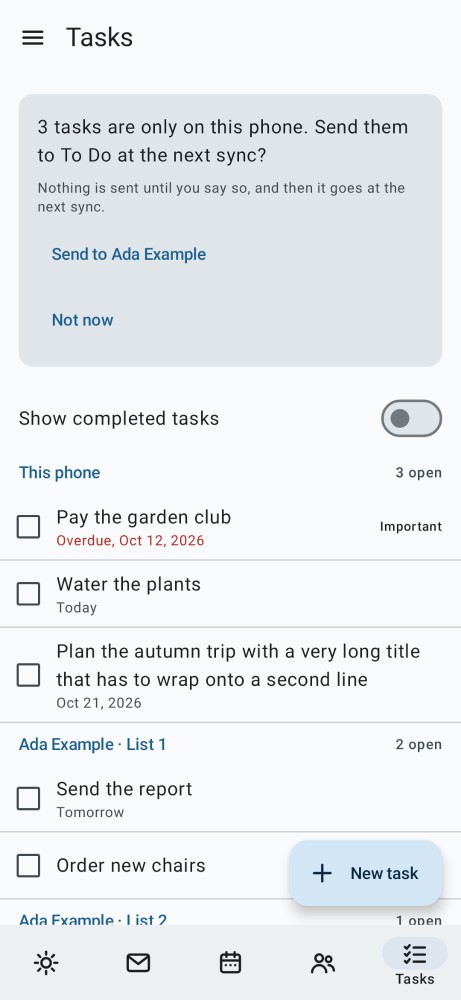 Tasks
3 tasks are only on this phone. Send them
to To Do at the next sync?
Nothing is sent until you say so, and then it goes at the
next sync.
Send to Ada Example
Not now
Show completed tasks
This phone
3 open
Pay the garden club
Important
Overdue, Oct 12, 2026
Water the plants
Today
Plan the autumn trip with a very long title
that has to wrap onto a second line
Oct 21, 2026
Ada Example · List 1
2 open
Send the report
Tomorrow
Order new chairs
New task
Ada Example · List 2
1 open
Tasks